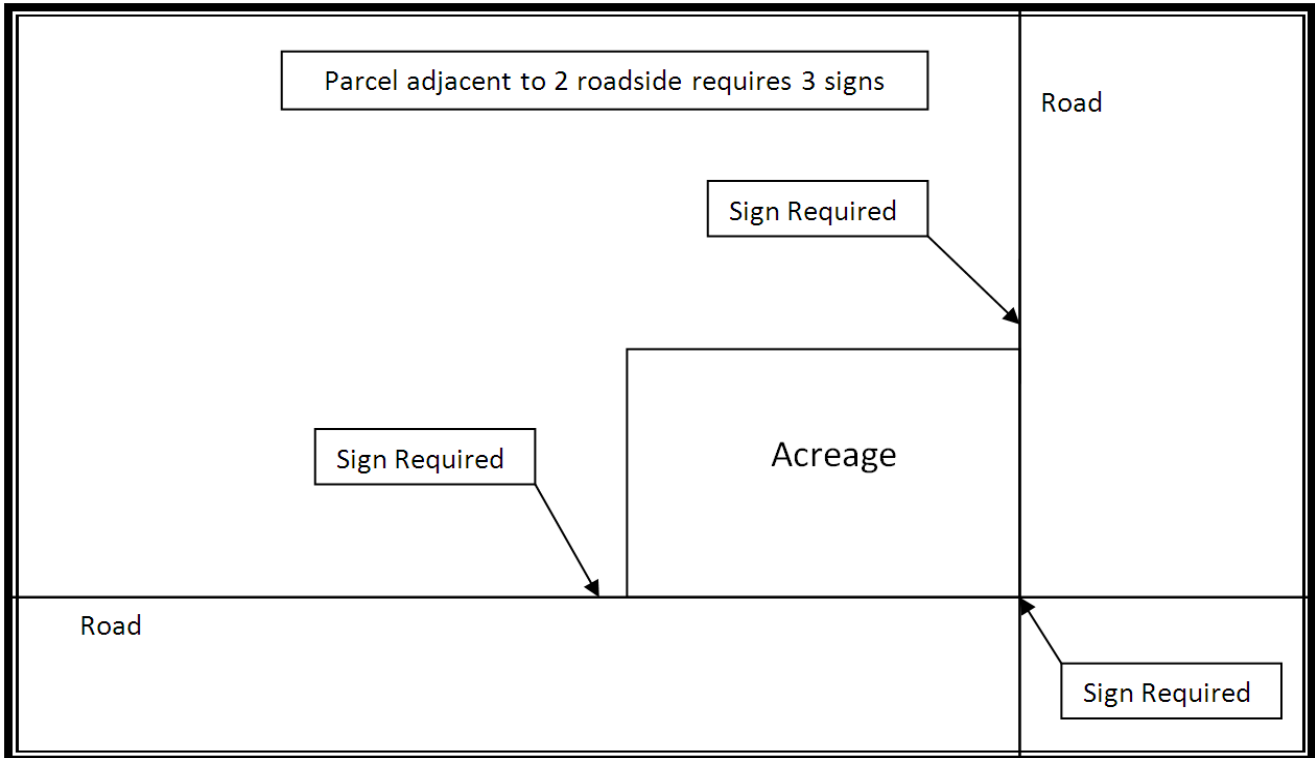 Parcel adjacent to 2 roadside requires 3 signs
Road
Sign Required
Acreage
Sign Required
Road
Sign Required